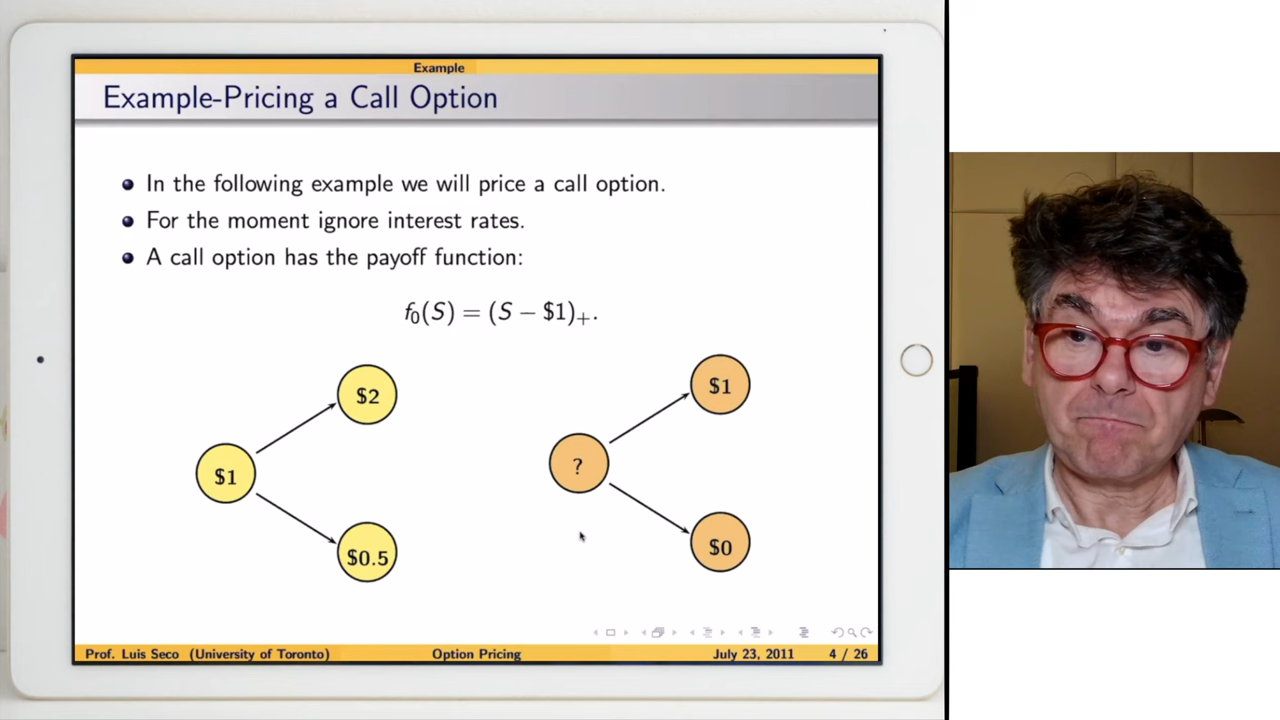 Example
Example-Pricing a Call Option
In the following example we will price a call option.
For the moment ignore interest rates.
A call option has the payoff function:
f₀(S) = (S − $1)₊.
$2
$1
$0.5
$1
?
$0
Prof. Luis Seco (University of Toronto) Option Pricing July 23, 2011 4 / 26